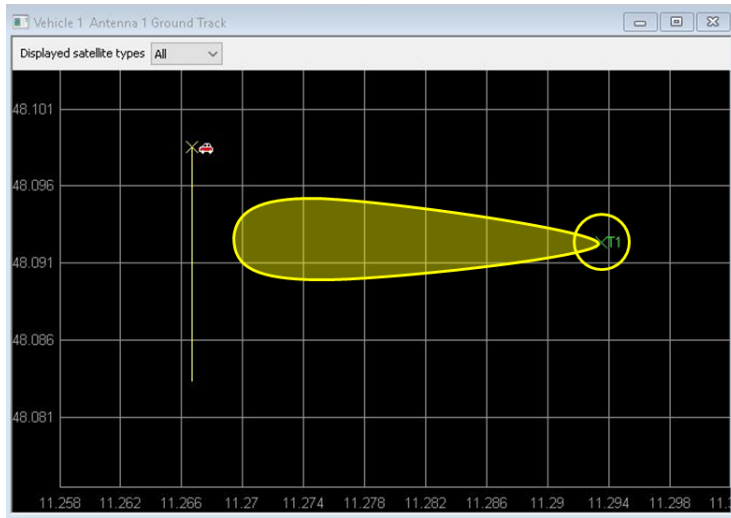 Vehicle 1 Antenna 1 Ground Track
Displayed satellite types All
48.101
48.096
T1
48.091
48.086
48.081
11.258 11.262 11.266 11.27 11.274 11.278 11.282 11.286 11.29 11.294 11.298 11.3